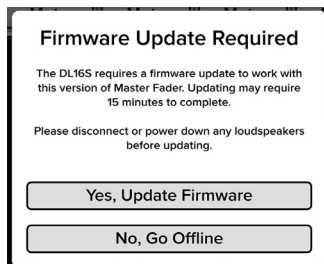 Firmware Update Required
The DL16S requires a firmware update to work with
this version of Master Fader. Updating may require
15 minutes to complete.
Please disconnect or power down any loudspeakers
before updating.
Yes, Update Firmware
No, Go Offline